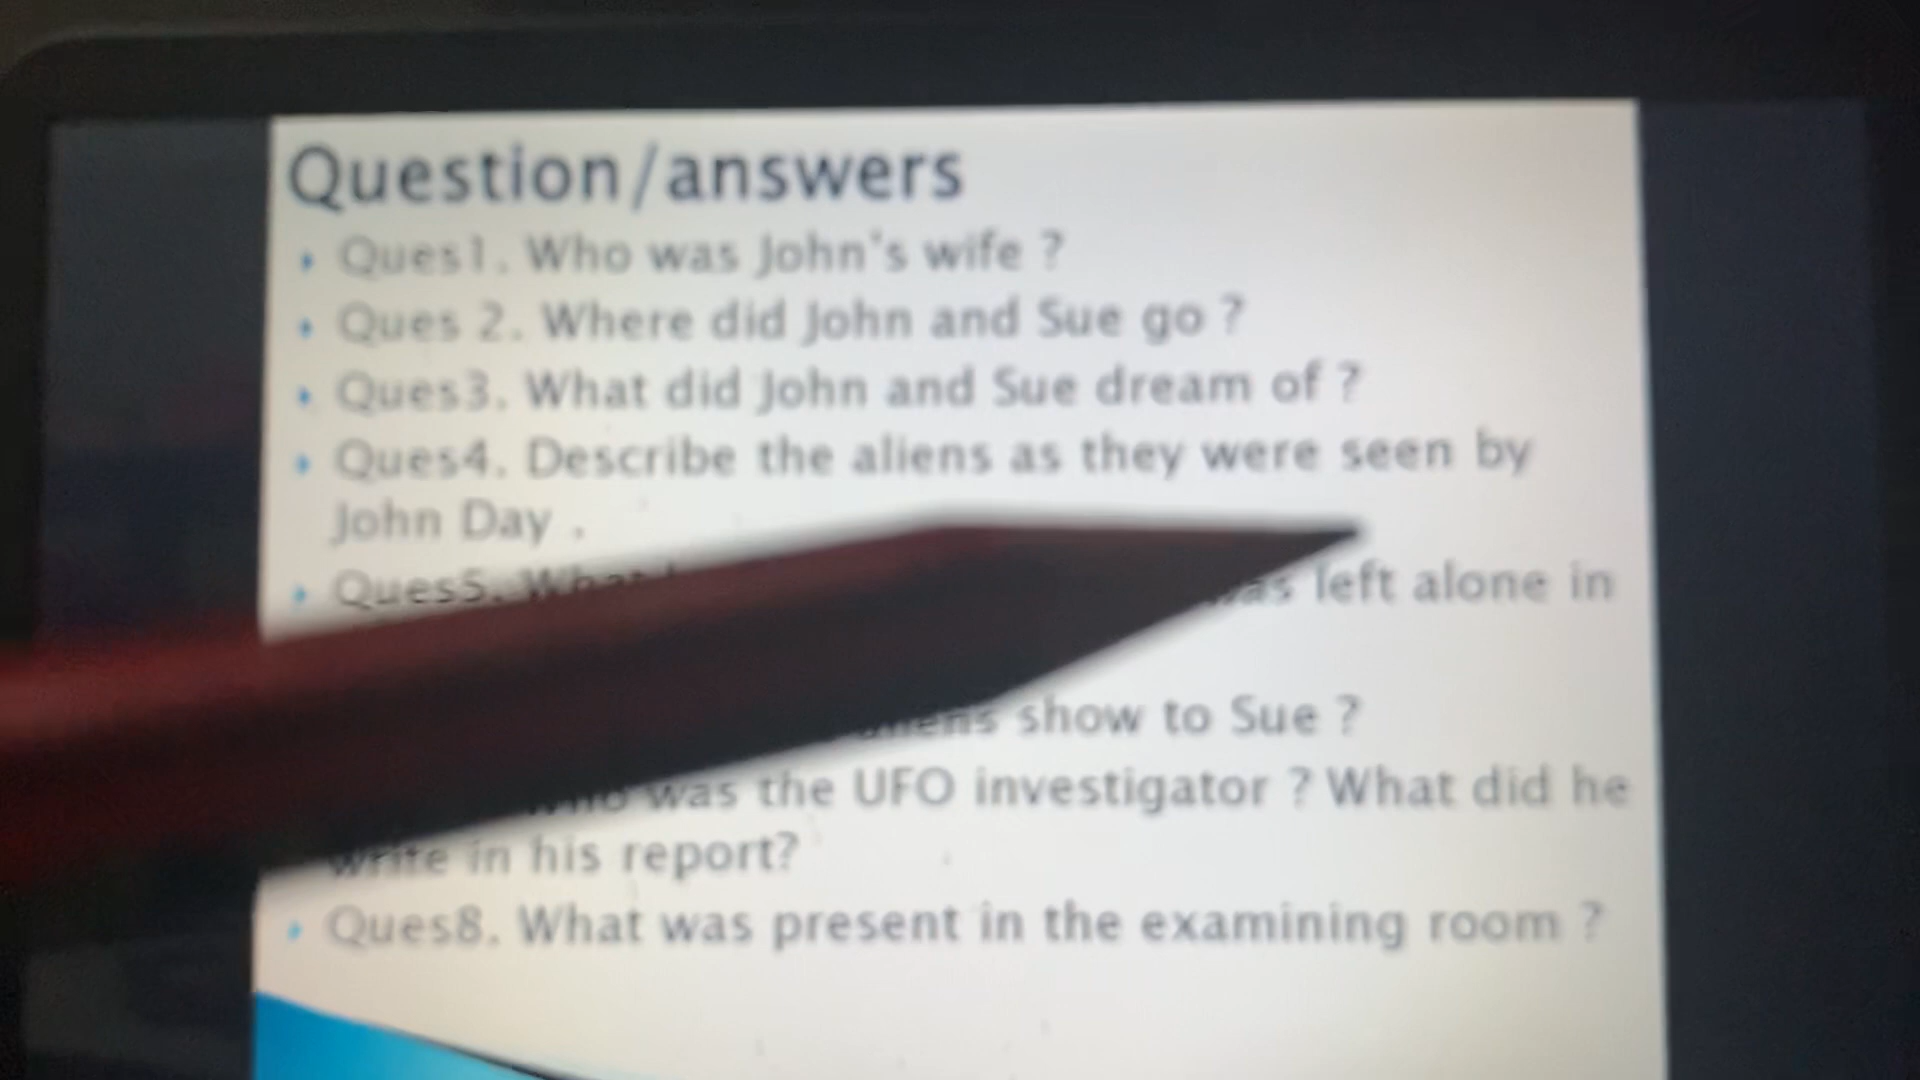 Question/answers
Ques1. Who was John's wife ?
Ques 2. Where did John and Sue go ?
Ques3. What did John and Sue dream of ?
Ques4. Describe the aliens as they were seen by
John Day .
Ques5. What left alone in
show to Sue ?
was the UFO investigator ? What did he
write in his report?
Ques8. What was present in the examining room ?